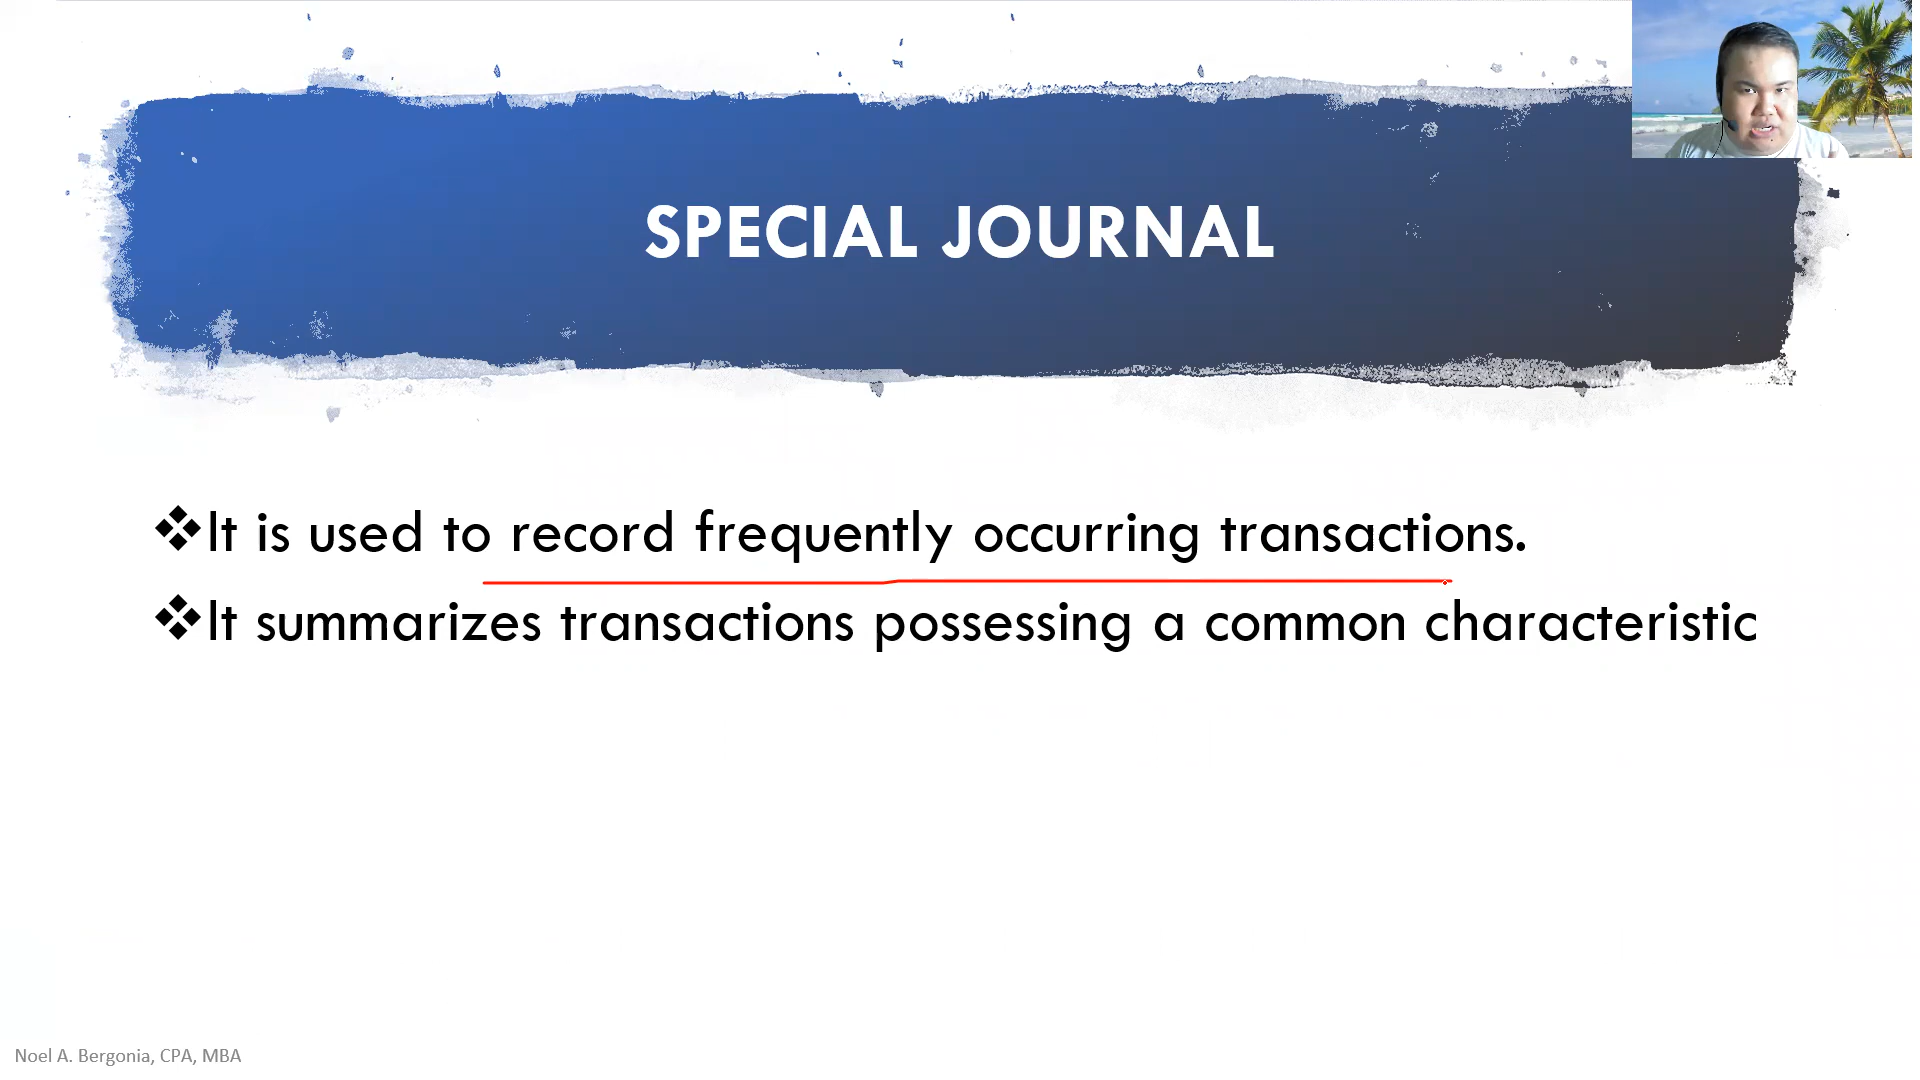 SPECIAL JOURNAL
❖It is used to record frequently occurring transactions.
❖It summarizes transactions possessing a common characteristic
Noel A. Bergonia, CPA, MBA